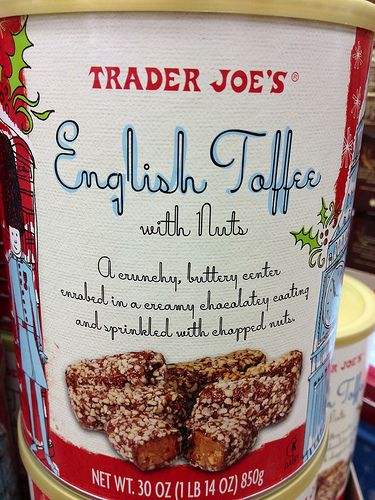 TRADER JOE'S®
English Toffee
with Nuts
A crunchy, buttery center
enrobed in a creamy chocolatey coating
and sprinkled with chopped nuts.
NET WT. 30 OZ (1 LB 14 OZ) 850g